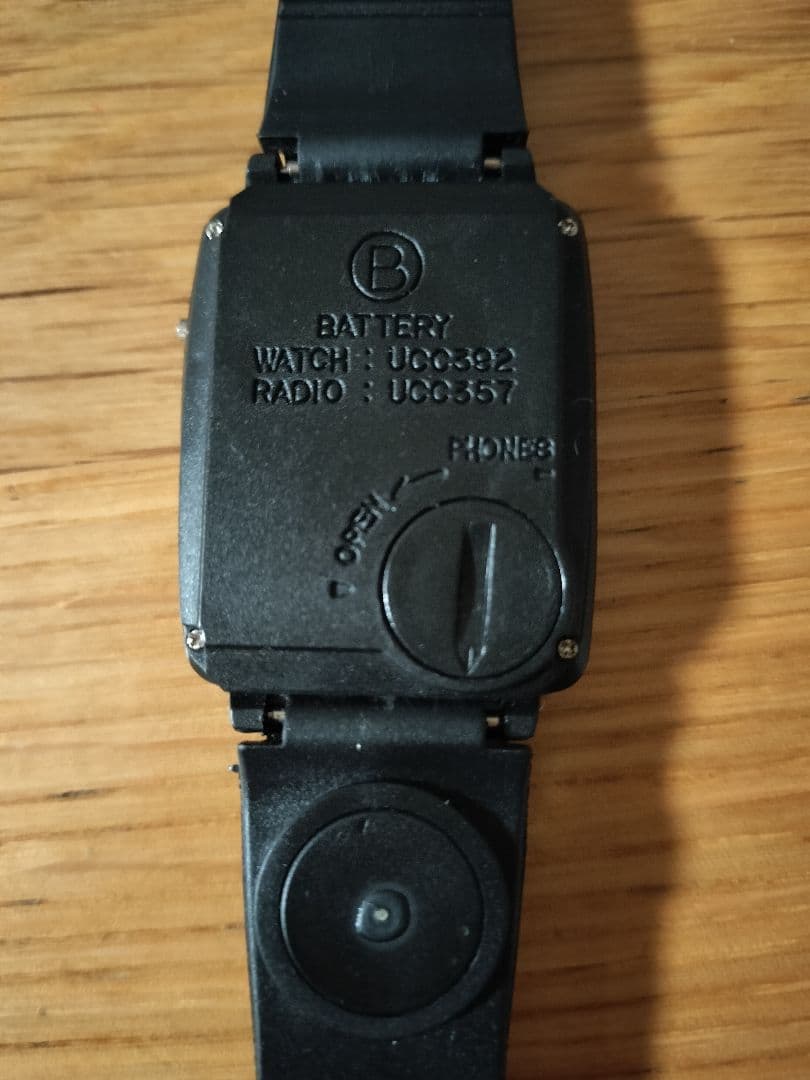 B
BATTERY
WATCH : UCC392
RADIO : UCC357
PHONES
OPEN